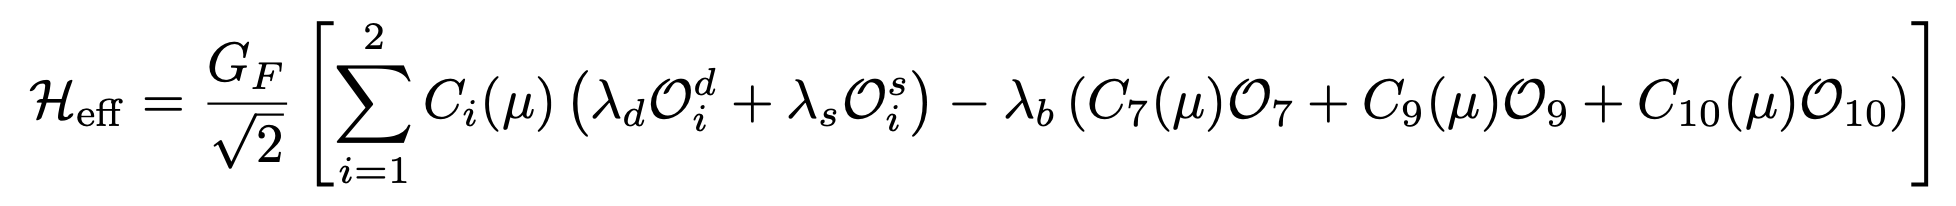 \mathcal{H}_{\text{eff}} = \frac{G_F}{\sqrt{2}} \left[ \sum_{i=1}^{2} C_i(\mu) \left( \lambda_d \mathcal{O}_i^d + \lambda_s \mathcal{O}_i^s \right) - \lambda_b \left( C_7(\mu) \mathcal{O}_7 + C_9(\mu) \mathcal{O}_9 + C_{10}(\mu) \mathcal{O}_{10} \right) \right]